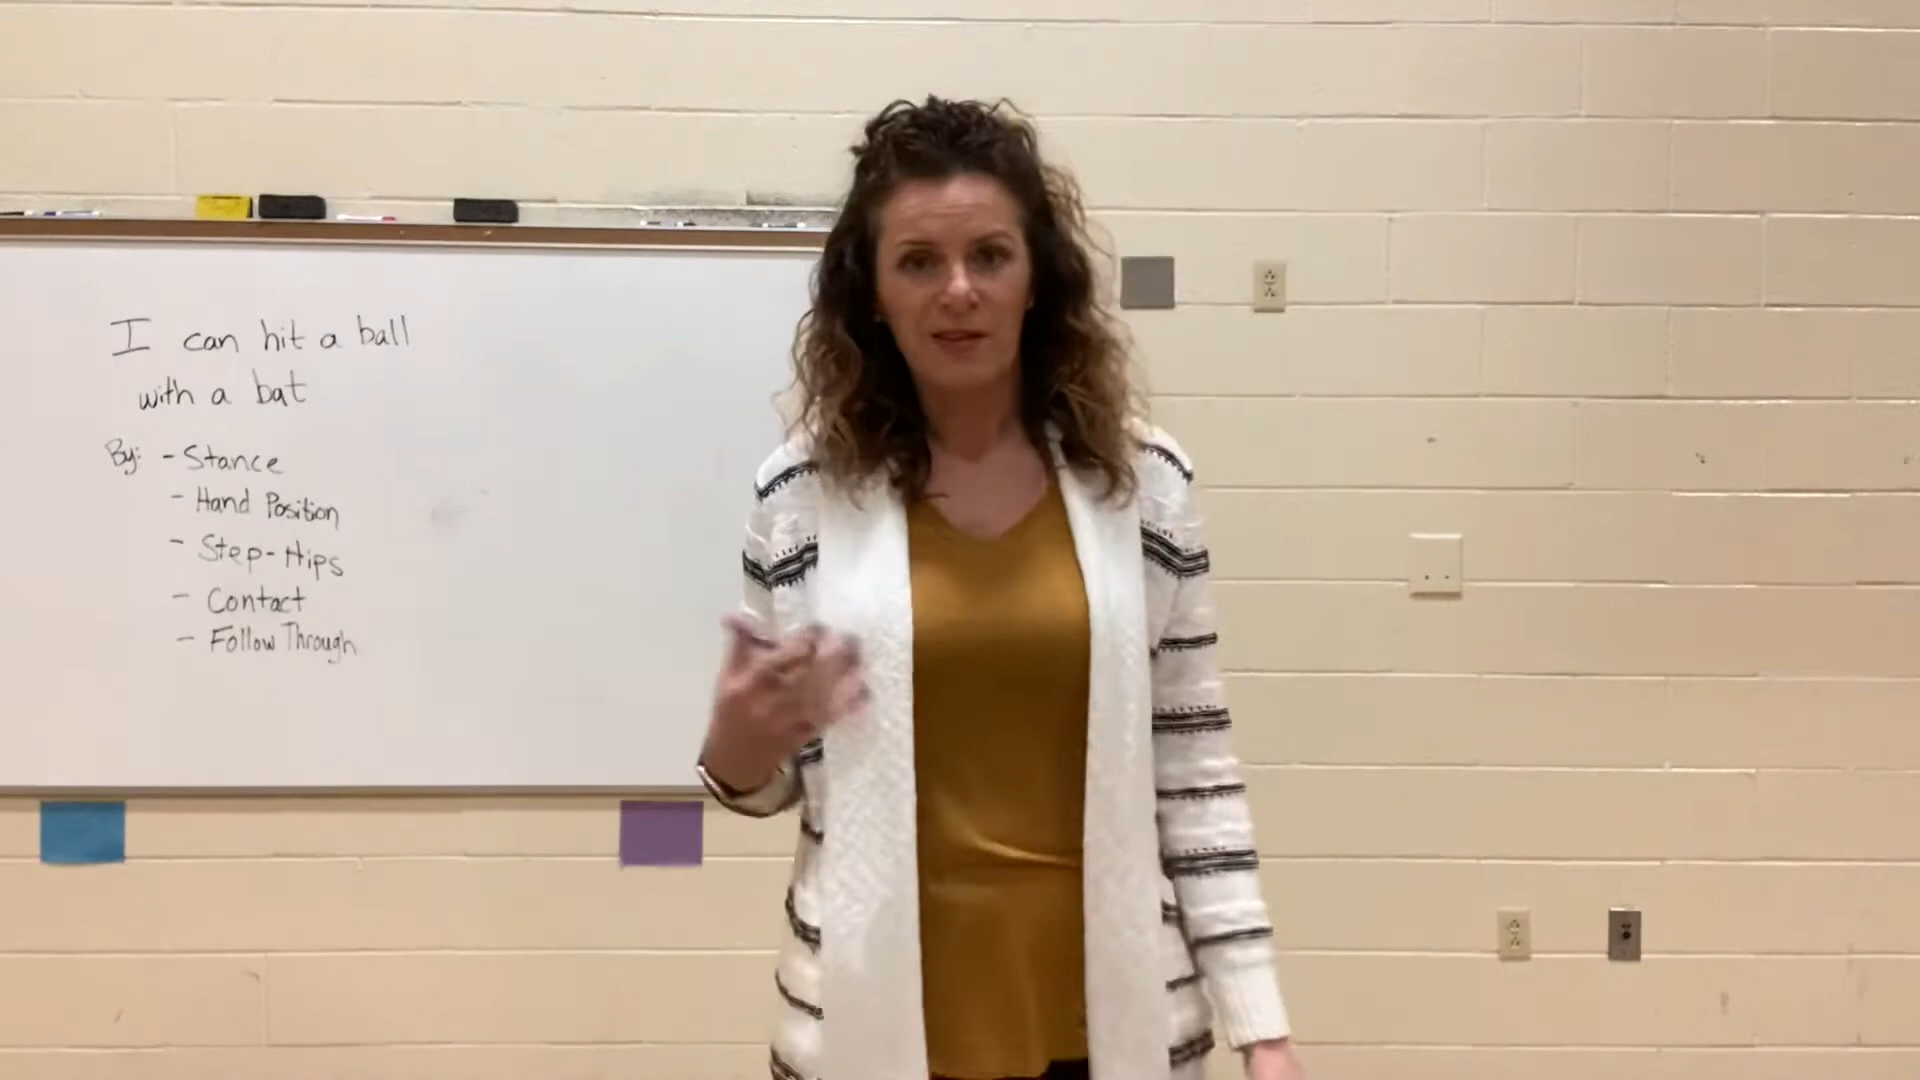 I can hit a ball
with a bat
By: - Stance
- Hand Position
- Step-Hips
- Contact
- Follow Through